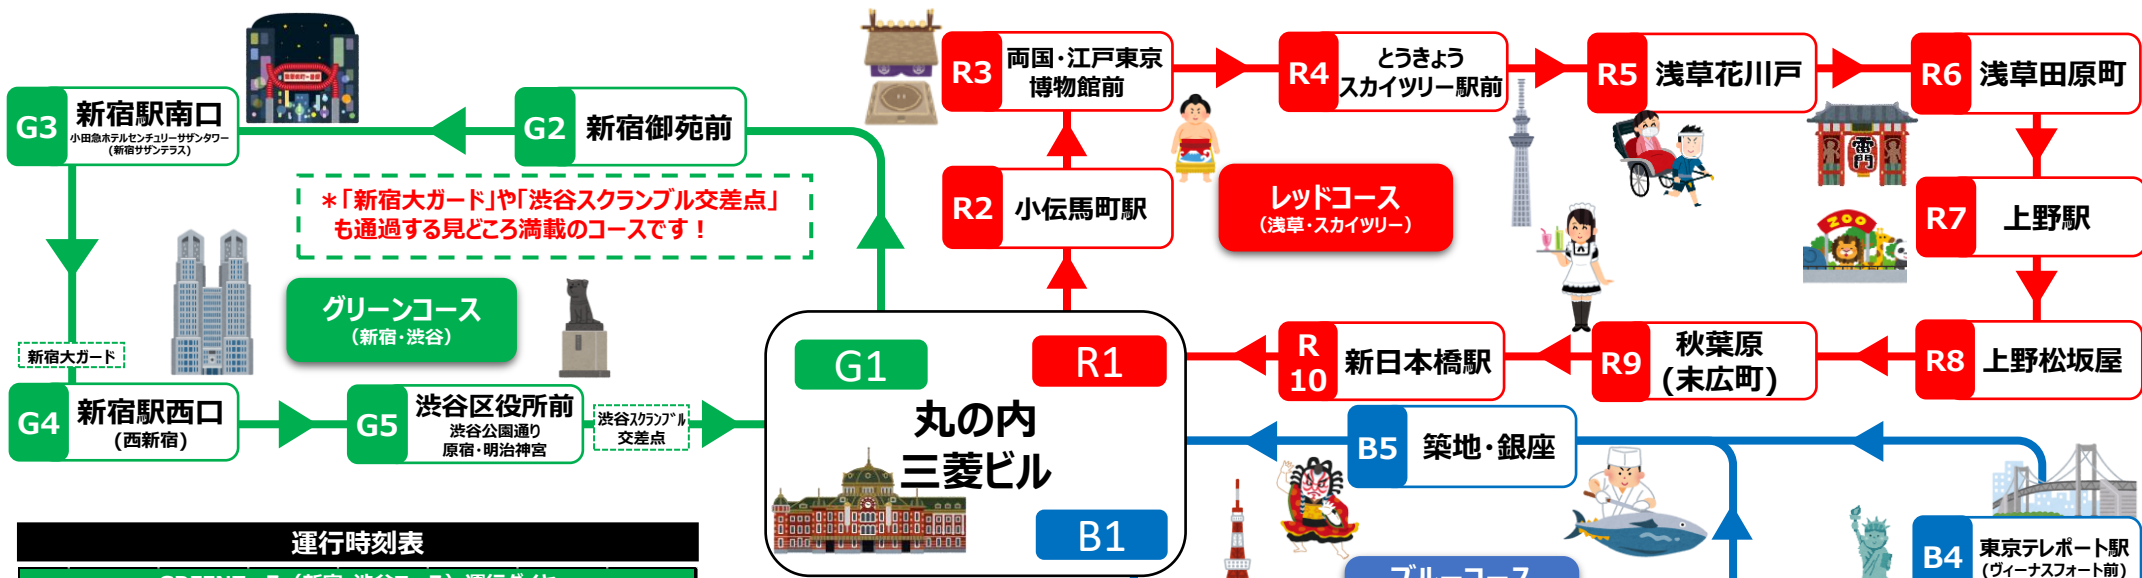 G3
新宿駅南口
小田急ホテルセンチュリーサザンタワー
(新宿サザンテラス)
G2
新宿御苑前
R3
両国・江戸東京
博物館前
R4
とうきょう
スカイツリー駅前
R5
浅草花川戸
R6
浅草田原町
雷門
*「新宿大ガード」や「渋谷スクランブル交差点」
も通過する見どころ満載のコースです！
R2
小伝馬町駅
レッドコース
(浅草・スカイツリー)
R7
上野駅
ZOO
グリーンコース
(新宿・渋谷)
新宿大ガード
G4
新宿駅西口
(西新宿)
G5
渋谷区役所前
渋谷公園通り
原宿・明治神宮
渋谷スクランブル
交差点
G1
R1
丸の内
三菱ビル
B1
R
10
新日本橋駅
R9
秋葉原
(末広町)
R8
上野松坂屋
B5
築地・銀座
B4
東京テレポート駅
(ヴィーナスフォート前)
ブルーコース
運行時刻表